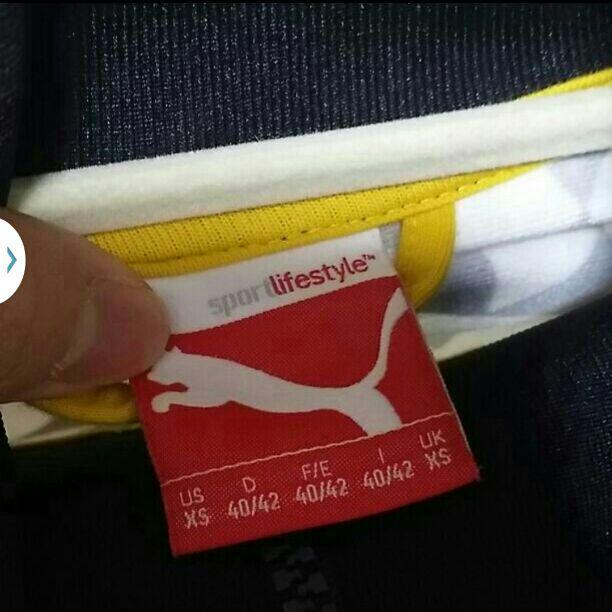 sportlifestyle™
US D F/E I UK
XS 40/42 40/42 40/42 XS